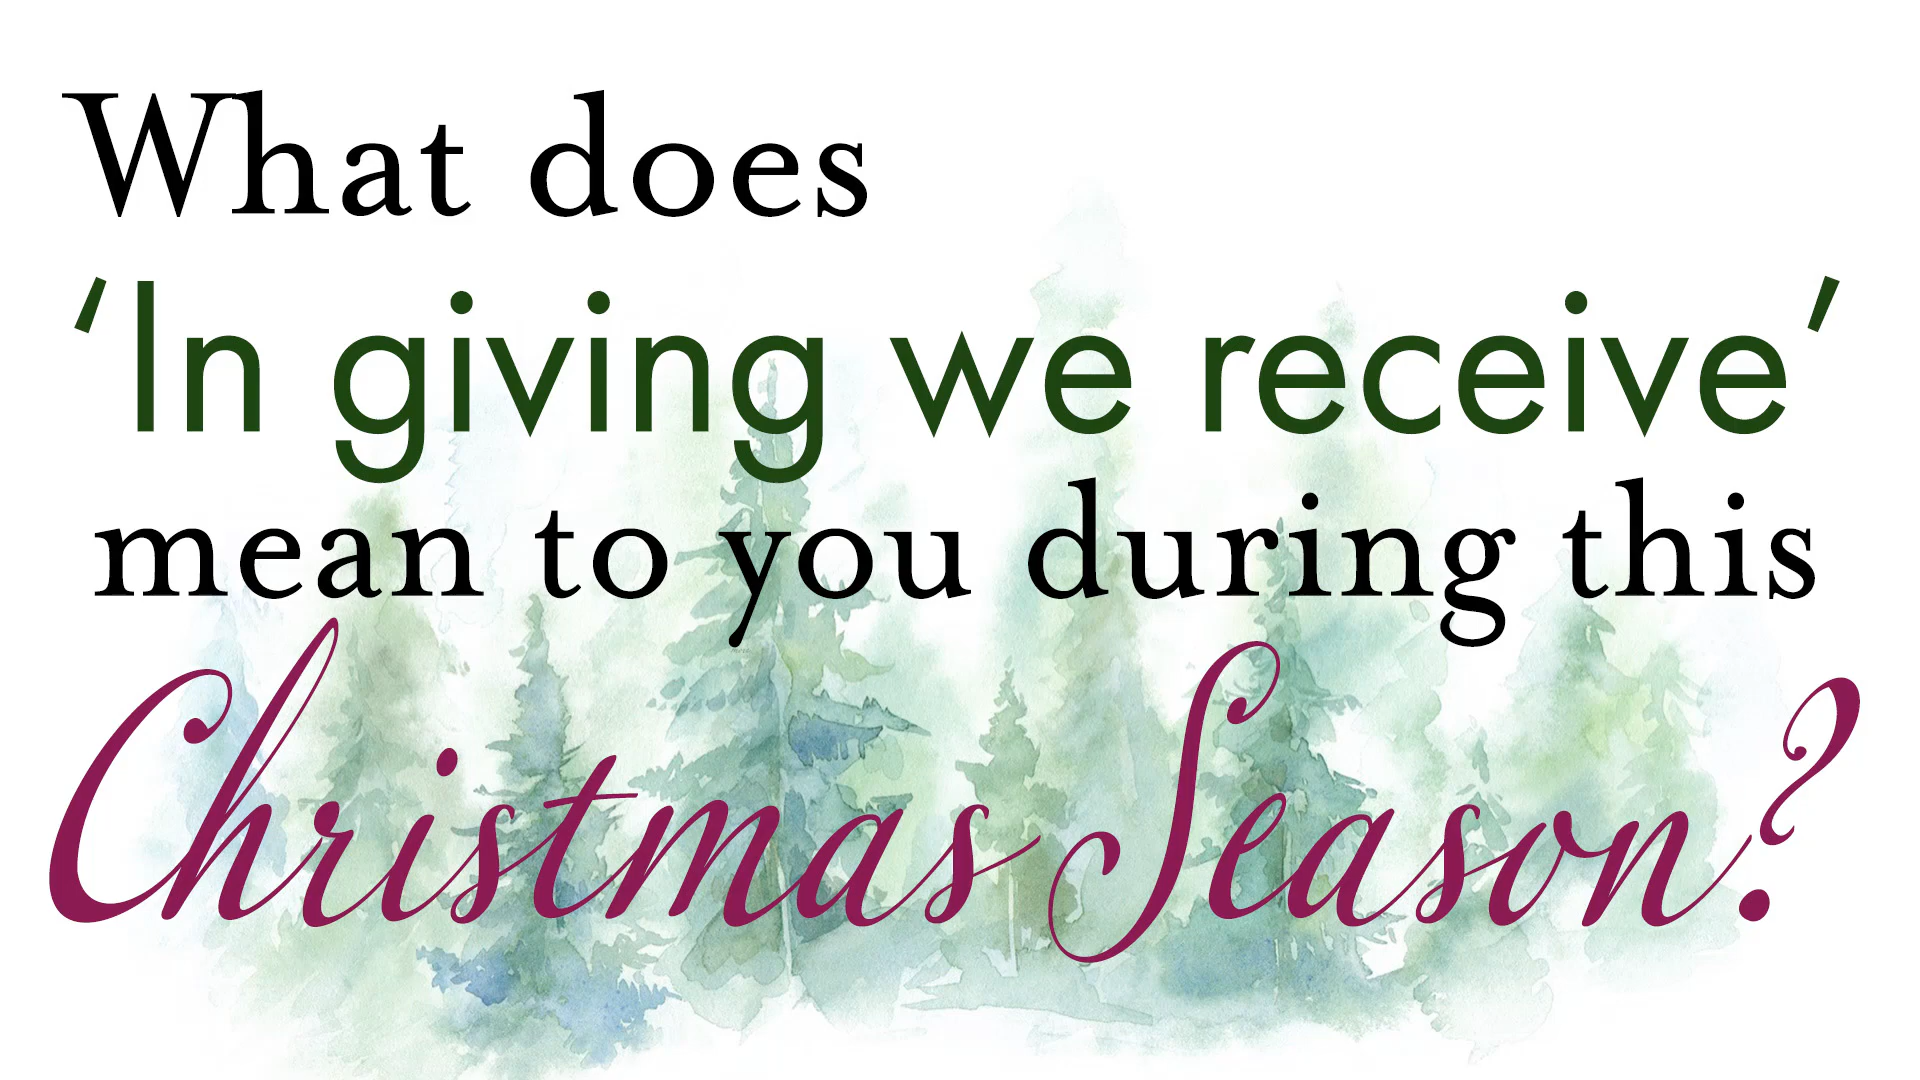 What does
‘In giving we receive’
mean to you during this
Christmas Season?